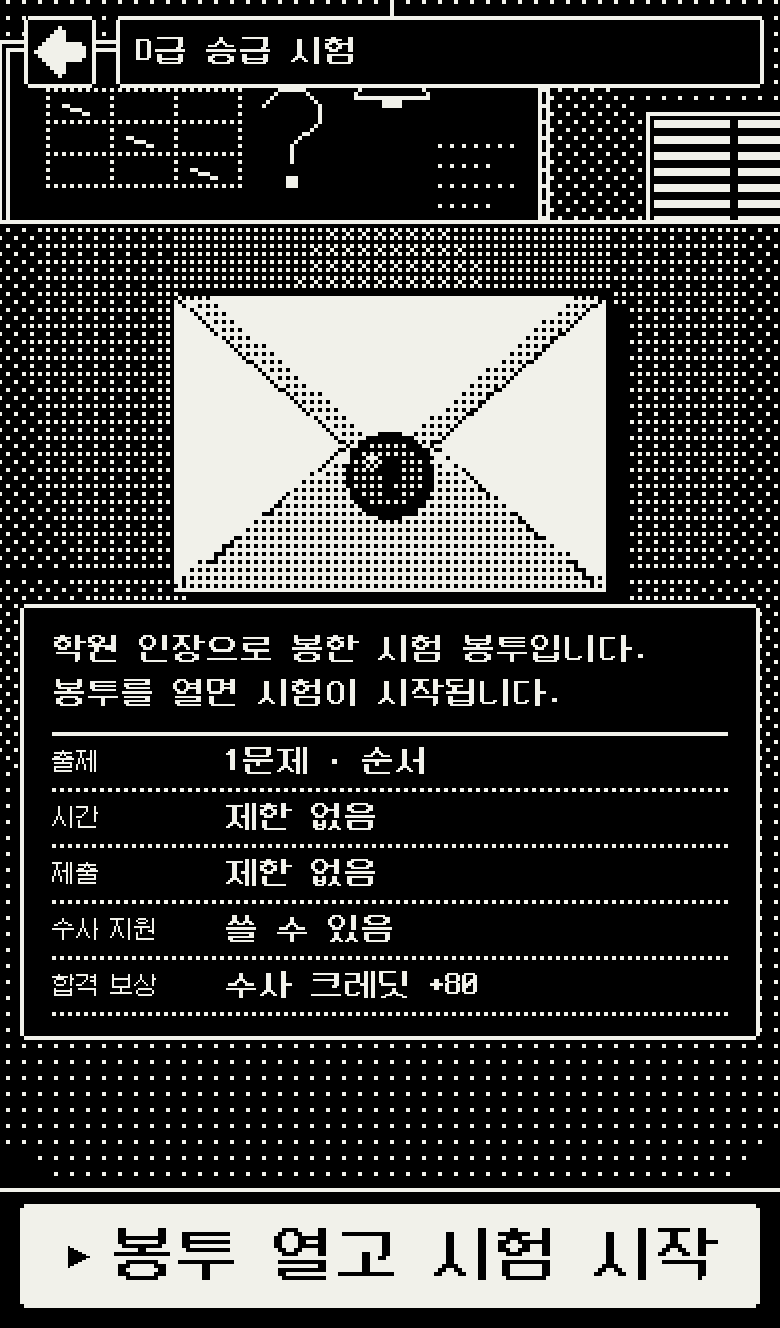 D급 승급 시험
?
학원 인장으로 봉한 시험 봉투입니다.
봉투를 열면 시험이 시작됩니다.
출제 1문제 · 순서
시간 제한 없음
제출 제한 없음
수사 지원 쓸 수 있음
합격 보상 수사 크레딧 +80
▶ 봉투 열고 시험 시작